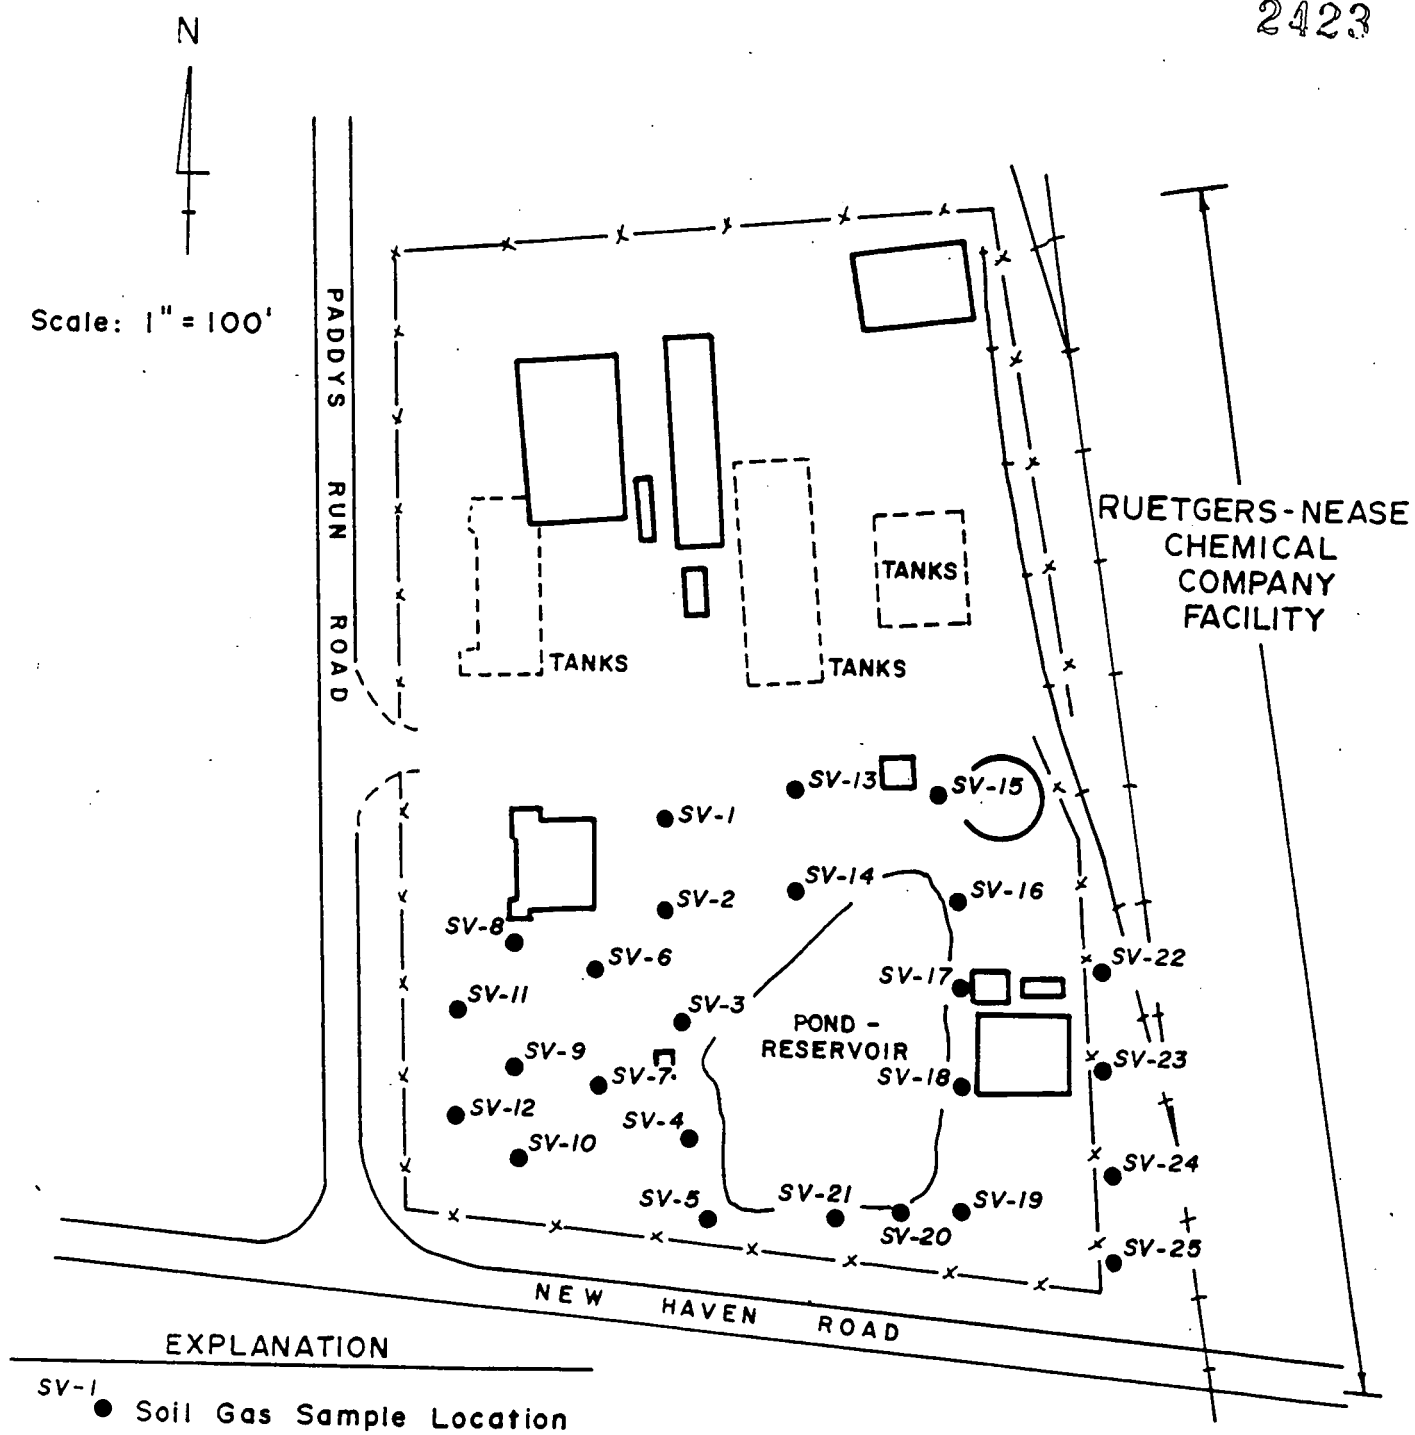 2423
N
Scale: 1" = 100'
PADDYS RUN ROAD
RUETGERS-NEASE
CHEMICAL
COMPANY
FACILITY
TANKS
TANKS
TANKS
SV-13
SV-15
SV-1
SV-14
SV-16
SV-2
SV-8
SV-6
SV-22
SV-17
SV-11
SV-3
POND -
RESERVOIR
SV-9
SV-23
SV-7
SV-18
SV-12
SV-4
SV-10
SV-24
SV-5
SV-21
SV-19
SV-20
SV-25
NEW HAVEN ROAD
EXPLANATION
SV-1
Soil Gas Sample Location